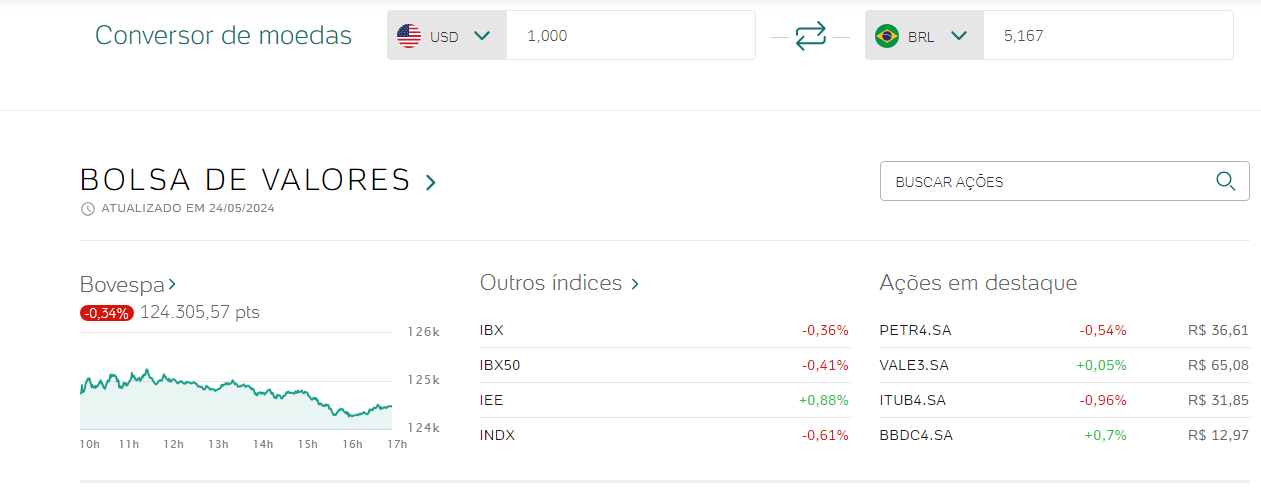 Conversor de moedas USD 1,000 BRL 5,167
BOLSA DE VALORES
ATUALIZADO EM 24/05/2024
BUSCAR AÇÕES
Bovespa
-0,34% 124.305,57 pts
126k
125k
124k
10h 11h 12h 13h 14h 15h 16h 17h
Outros índices
IBX -0,36%
IBX50 -0,41%
IEE +0,88%
INDX -0,61%
Ações em destaque
PETR4.SA -0,54% R$ 36,61
VALE3.SA +0,05% R$ 65,08
ITUB4.SA -0,96% R$ 31,85
BBDC4.SA +0,7% R$ 12,97